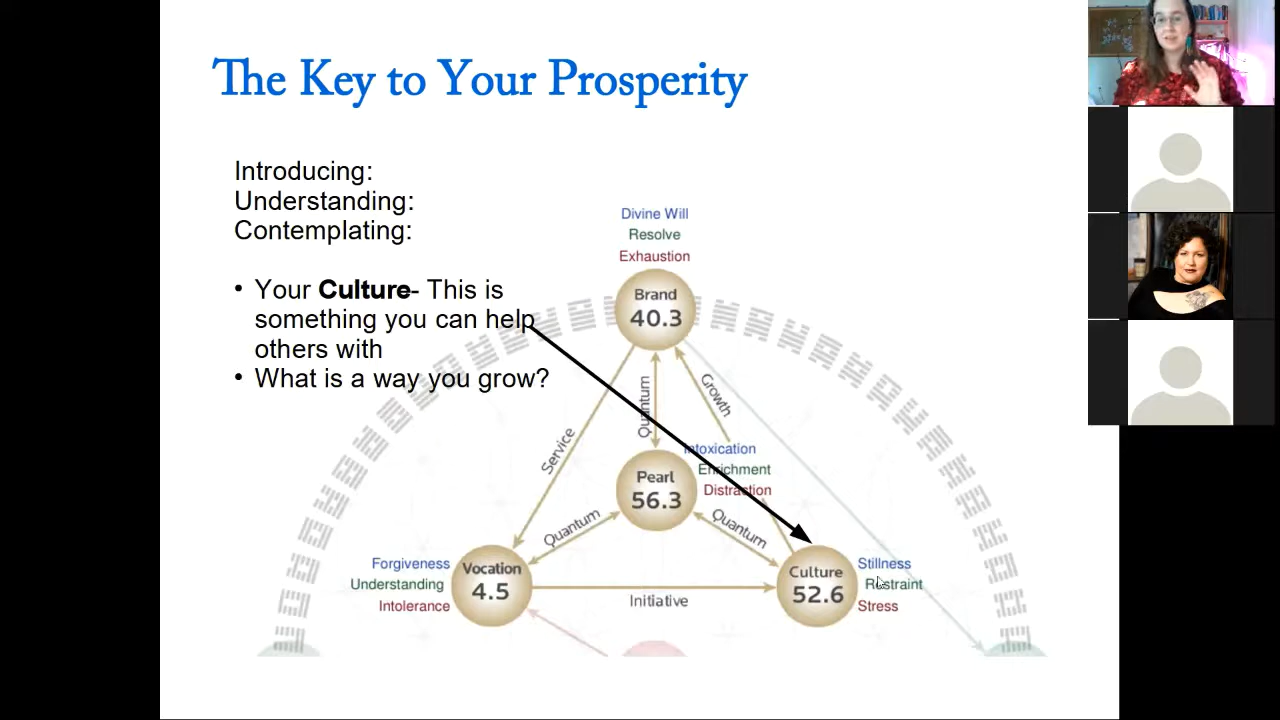 The Key to Your Prosperity
Introducing:
Understanding:
Contemplating:
• Your Culture- This is
something you can help
others with
• What is a way you grow?
Divine Will
Resolve
Exhaustion
Brand
40.3
Quantum
Growth
Service
Intoxication
Enrichment
Distraction
Pearl
56.3
Quantum
Quantum
Forgiveness
Understanding
Intolerance
Vocation
4.5
Initiative
Culture
52.6
Stillness
Restraint
Stress